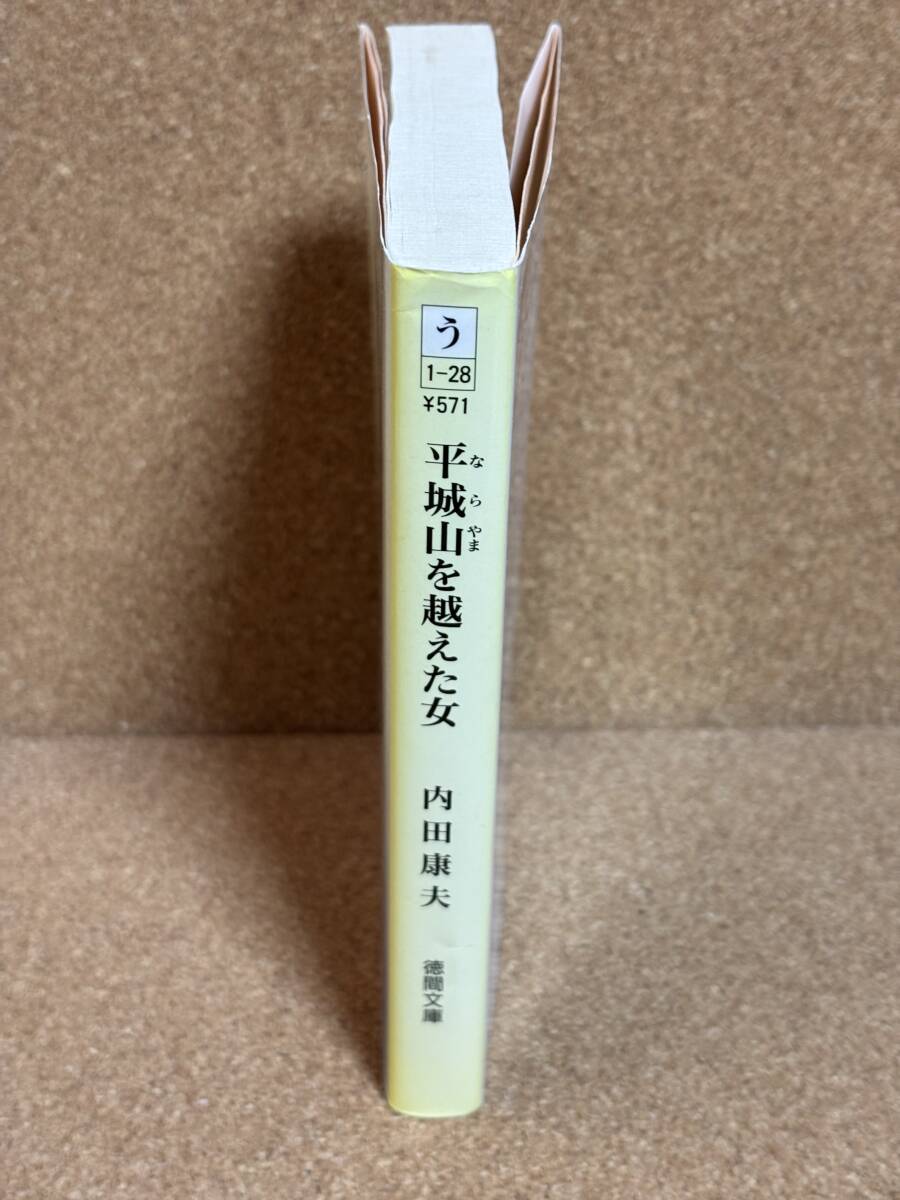 う
1-28
¥571
平城山を越えた女
ならやま
内田康夫
徳間文庫